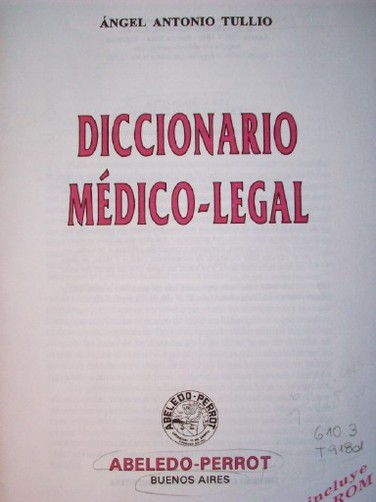 ÁNGEL ANTONIO TULLIO
DICCIONARIO
MÉDICO-LEGAL
ABELEDO-PERROT
610.3
T918d
ABELEDO-PERROT
BUENOS AIRES
incluye
ROM